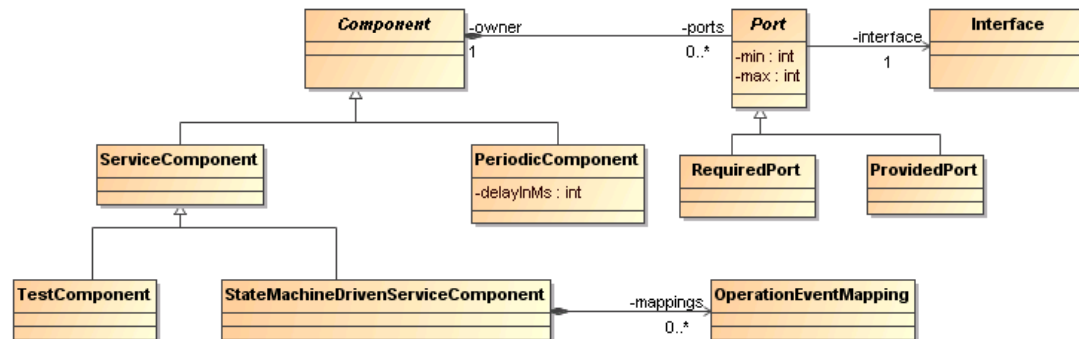 Component
-owner
1
-ports
0..*
Port
-min : int
-max : int
-interface
1
Interface
ServiceComponent
PeriodicComponent
-delayInMs : int
RequiredPort
ProvidedPort
TestComponent
StateMachineDrivenServiceComponent
-mappings
0..*
OperationEventMapping